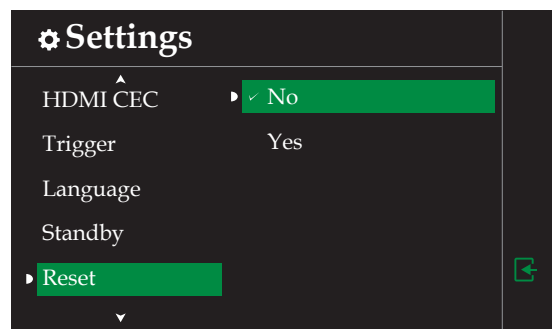 Settings
HDMI CEC
No
Trigger
Yes
Language
Standby
Reset